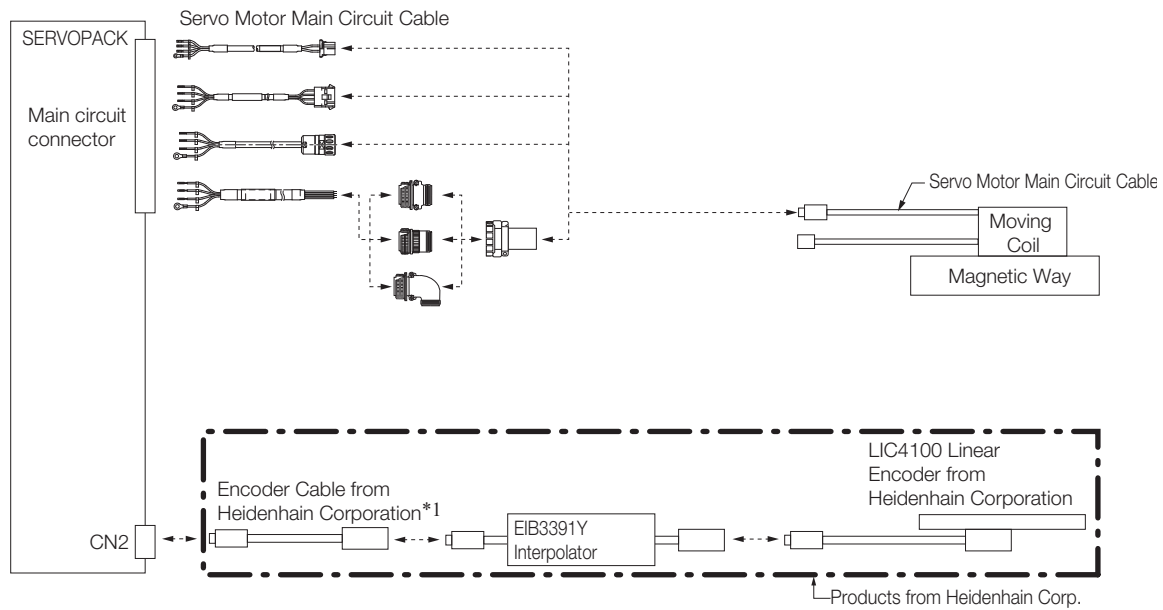 Servo Motor Main Circuit Cable
SERVOPACK
Main circuit
connector
Servo Motor Main Circuit Cable
Moving
Coil
Magnetic Way
LIC4100 Linear
Encoder from
Heidenhain Corporation
Encoder Cable from
Heidenhain Corporation*1
EIB3391Y
Interpolator
CN2
Products from Heidenhain Corp.